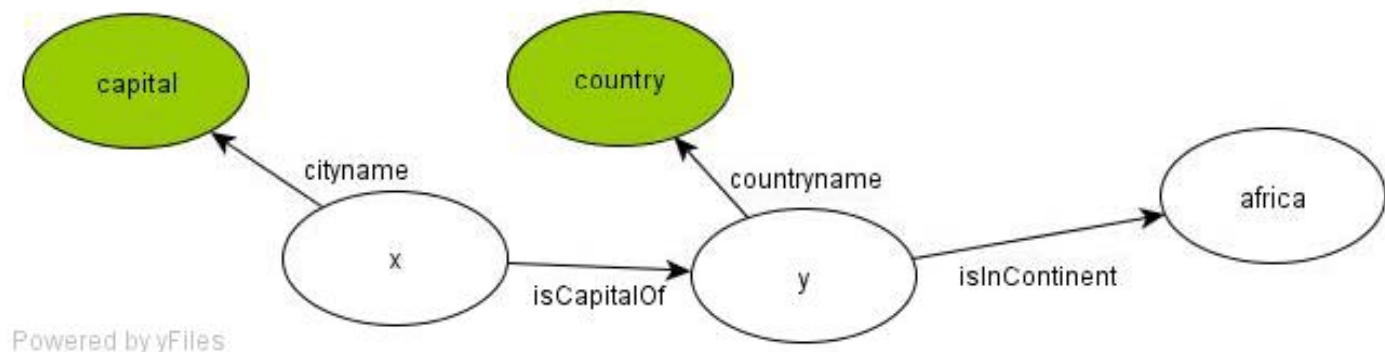 capital
country
cityname
countryname
africa
x
y
isCapitalOf
isInContinent
Powered by yFiles